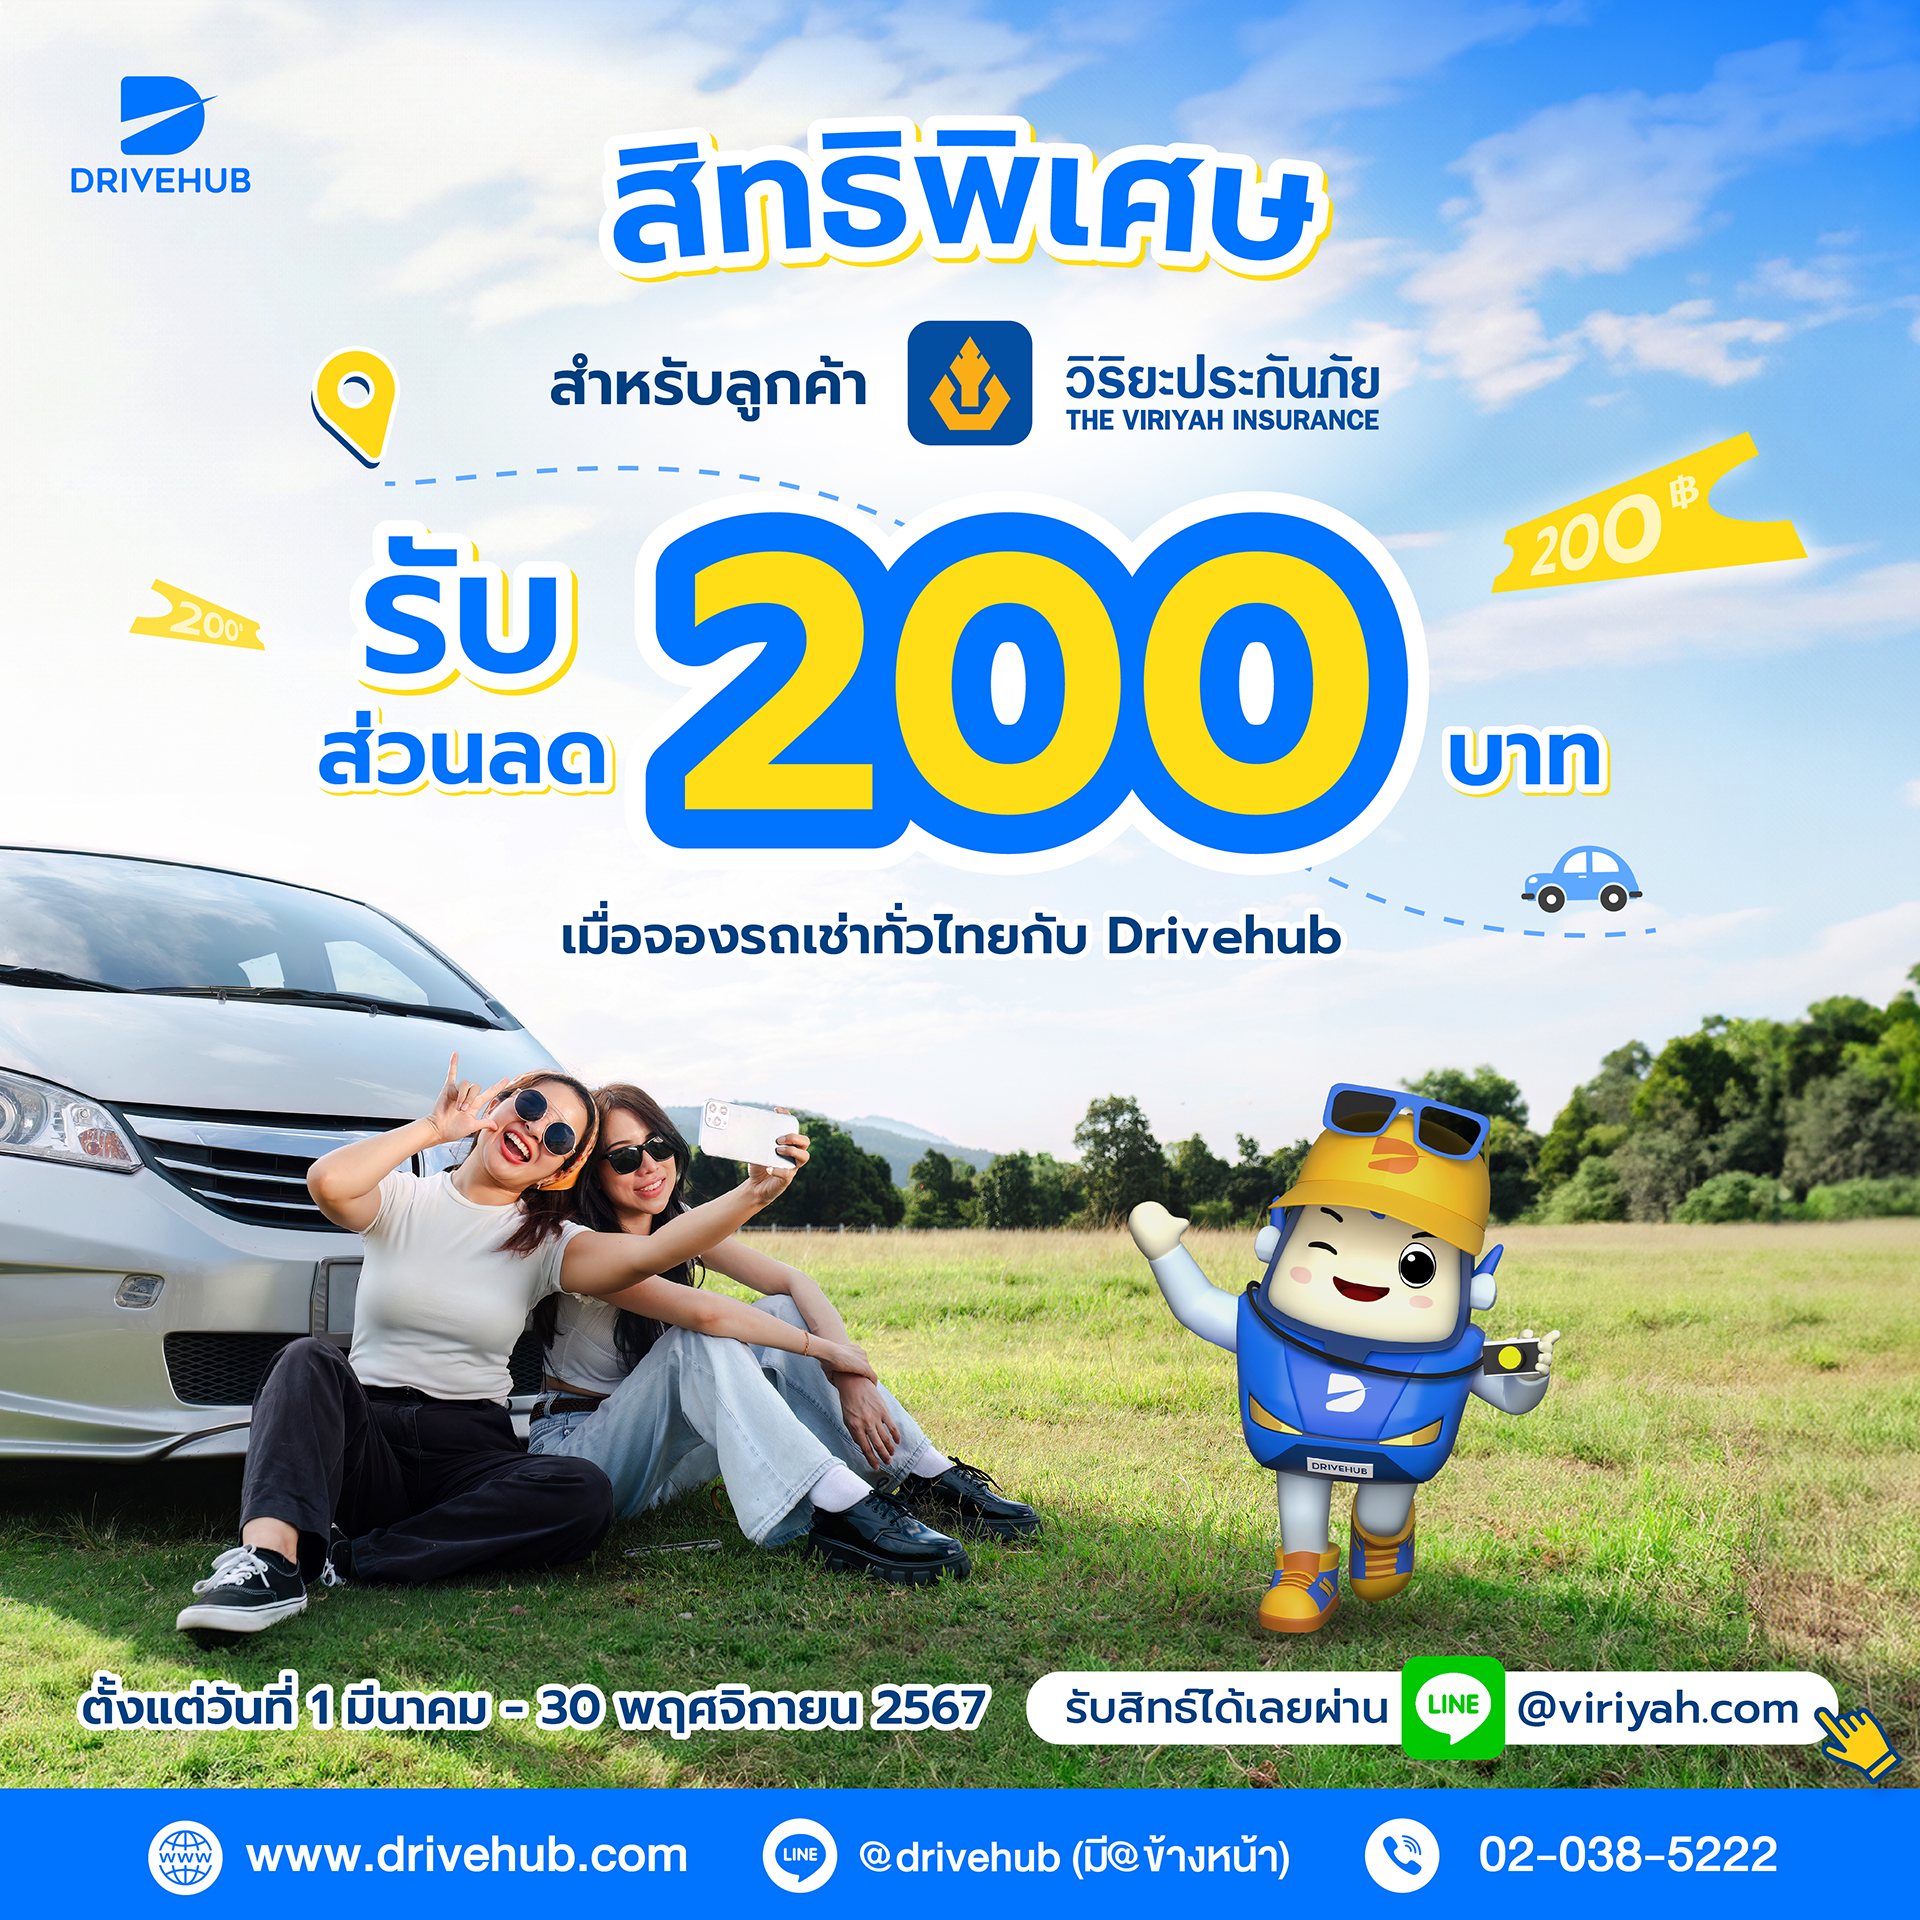 DRIVEHUB
สิทธิพิเศษ
สำหรับลูกค้า
วิริยะประกันภัย
THE VIRIYAH INSURANCE
200฿
200
รับ
ส่วนลด
200
บาท
เมื่อจองรถเช่าทั่วไทยกับ Drivehub
DRIVEHUB
ตั้งแต่วันที่ 1 มีนาคม - 30 พฤศจิกายน 2567
รับสิทธ์ได้เลยผ่าน LINE @viriyah.com
www www.drivehub.com
LINE @drivehub (มี@ข้างหน้า)
02-038-5222